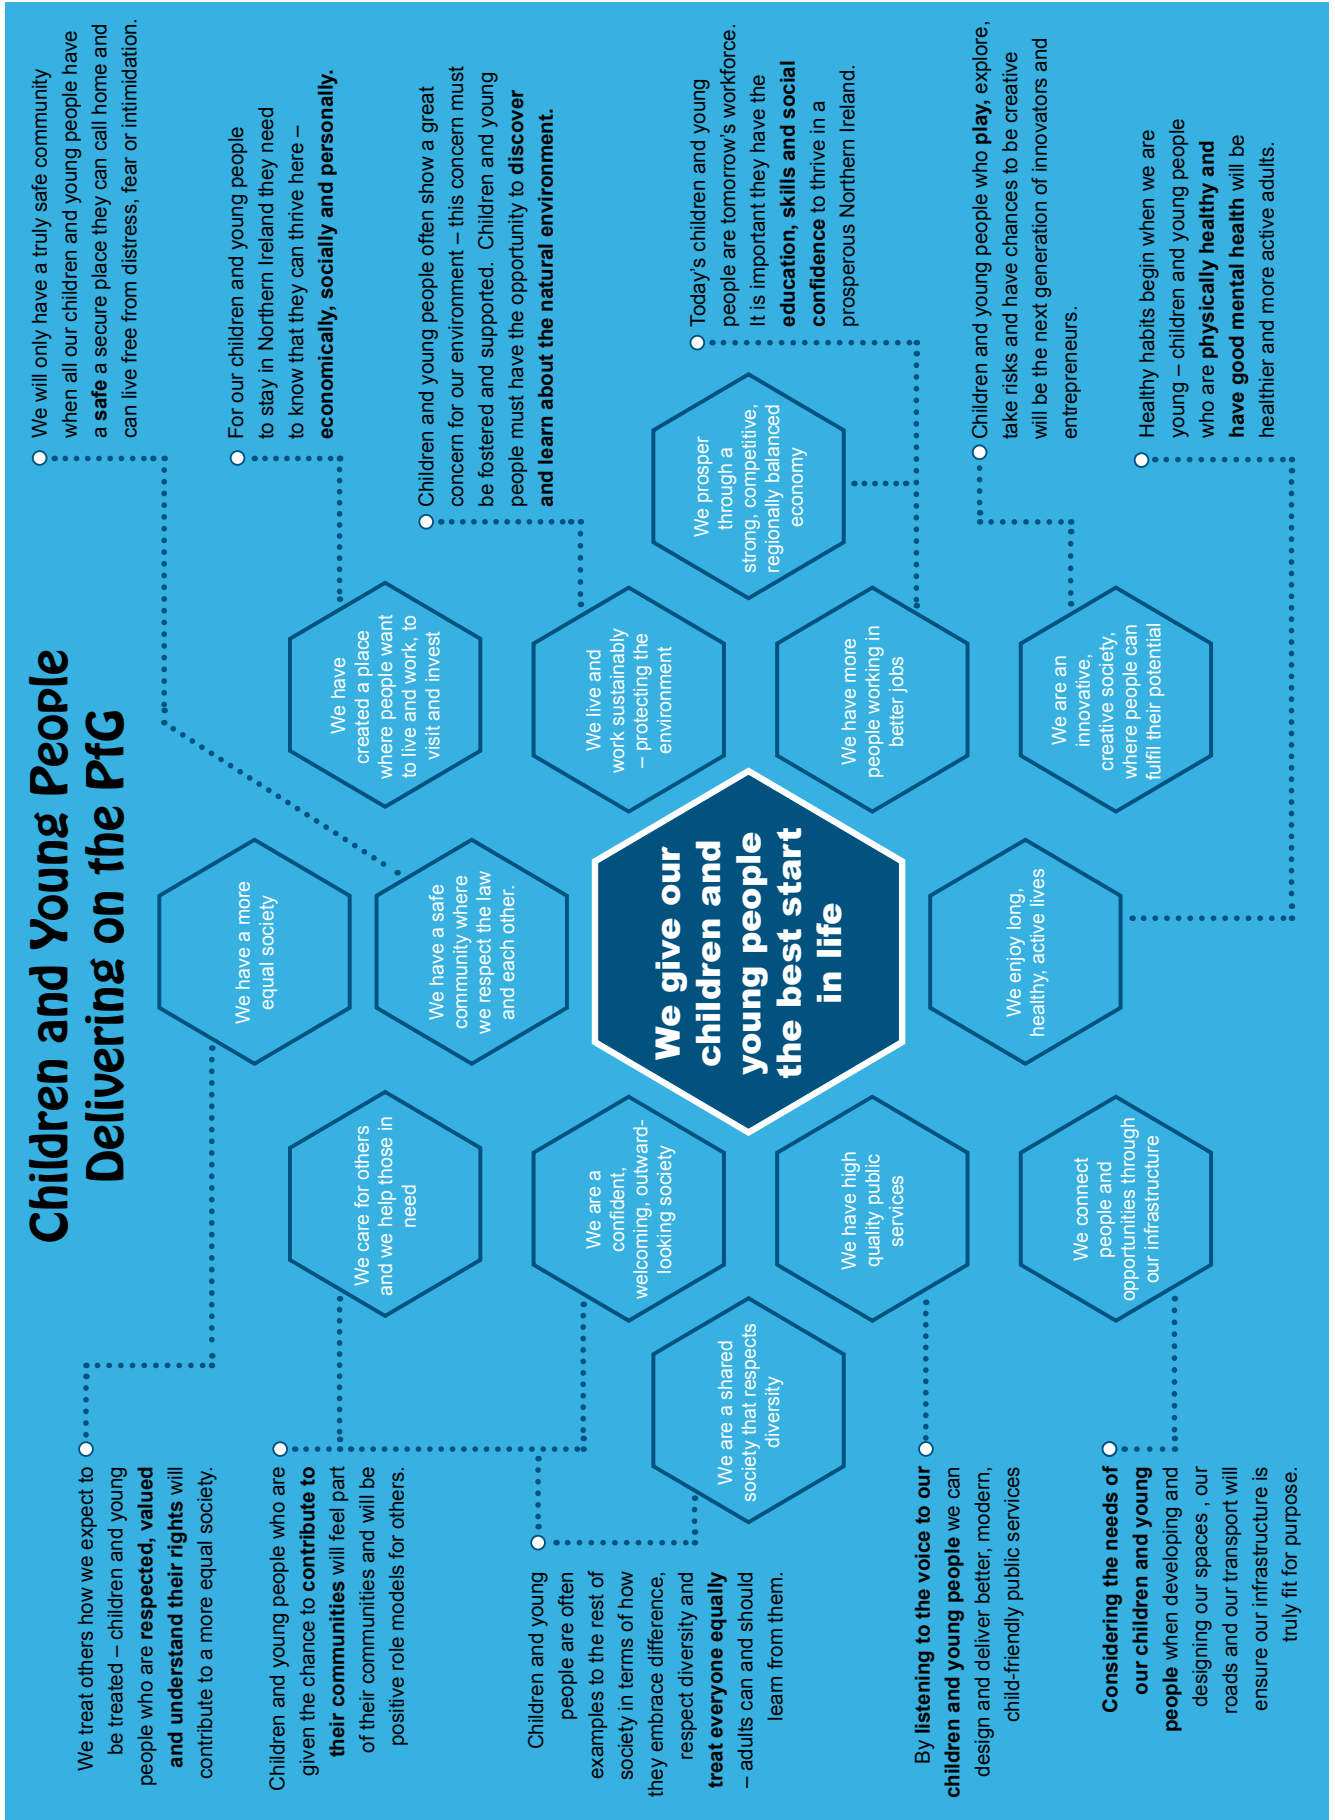 Children and Young People
Delivering on the PfG
We treat others how we expect to
be treated – children and young
people who are respected, valued
and understand their rights will
contribute to a more equal society.
Children and young people who are
given the chance to contribute to
their communities will feel part
of their communities and will be
positive role models for others.
Children and young
people are often
examples to the rest of
society in terms of how
they embrace difference,
respect diversity and
treat everyone equally
– adults can and should
learn from them.
By listening to the voice to our
children and young people we can
design and deliver better, modern,
child-friendly public services
Considering the needs of
our children and young
people when developing and
designing our spaces , our
roads and our transport will
ensure our infrastructure is
truly fit for purpose.
We have a more
equal society
We care for others
and we help those in
need
We have a safe
community where
we respect the law
and each other.
We have
created a place
where people want
to live and work, to
visit and invest
We are a
confident,
welcoming, outward-
looking society
We live and
work sustainably
– protecting the
environment
We are a shared
society that respects
diversity
We give our
children and
young people
the best start
in life
We prosper
through a
strong, competitive,
regionally balanced
economy
We have high
quality public
services
We have more
people working in
better jobs
We connect
people and
opportunities through
our infrastructure
We enjoy long,
healthy, active lives
We are an
innovative,
creative society,
where people can
fulfil their potential
We will only have a truly safe community
when all our children and young people have
a safe a secure place they can call home and
can live free from distress, fear or intimidation.
For our children and young people
to stay in Northern Ireland they need
to know that they can thrive here –
economically, socially and personally.
Children and young people often show a great
concern for our environment – this concern must
be fostered and supported. Children and young
people must have the opportunity to discover
and learn about the natural environment.
Today's children and young
people are tomorrow's workforce.
It is important they have the
education, skills and social
confidence to thrive in a
prosperous Northern Ireland.
Children and young people who play, explore,
take risks and have chances to be creative
will be the next generation of innovators and
entrepreneurs.
Healthy habits begin when we are
young – children and young people
who are physically healthy and
have good mental health will be
healthier and more active adults.